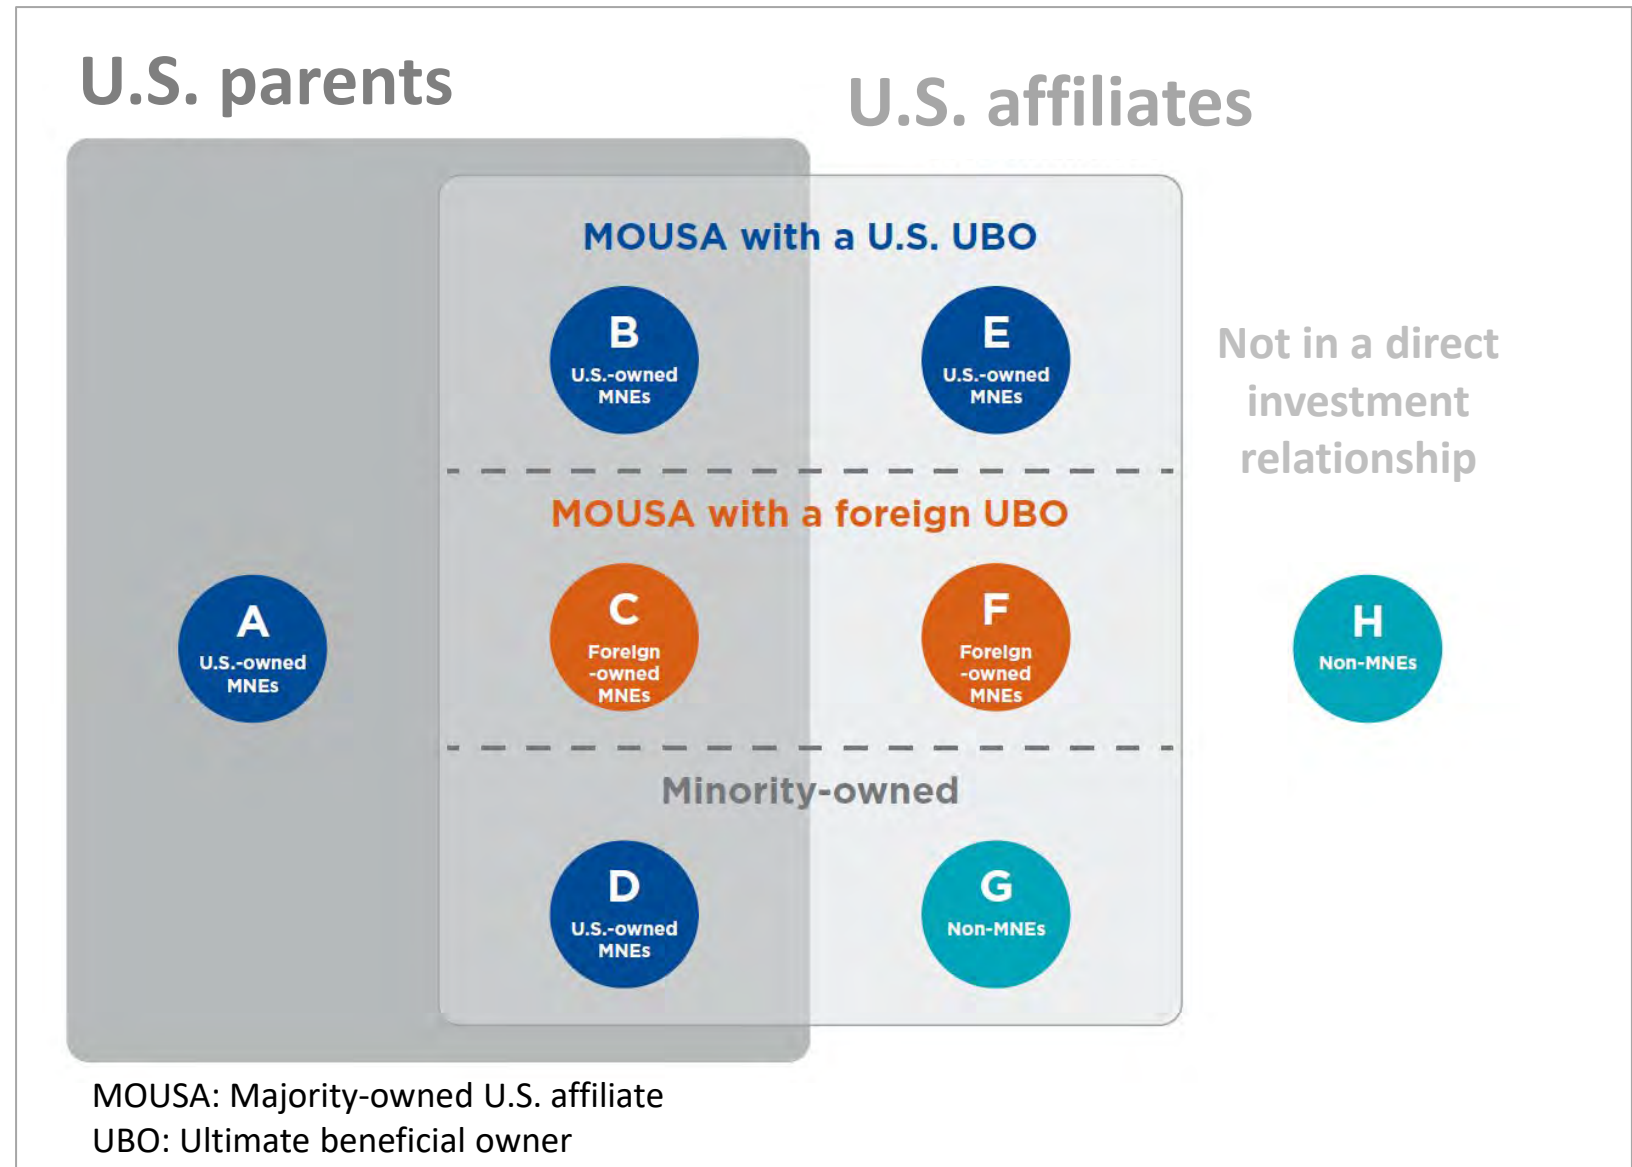 U.S. parents
U.S. affiliates
MOUSA with a U.S. UBO
B
U.S.-owned
MNEs
E
U.S.-owned
MNEs
Not in a direct
investment
relationship
MOUSA with a foreign UBO
A
U.S.-owned
MNEs
C
Foreign
-owned
MNEs
F
Foreign
-owned
MNEs
H
Non-MNEs
Minority-owned
D
U.S.-owned
MNEs
G
Non-MNEs
MOUSA: Majority-owned U.S. affiliate
UBO: Ultimate beneficial owner